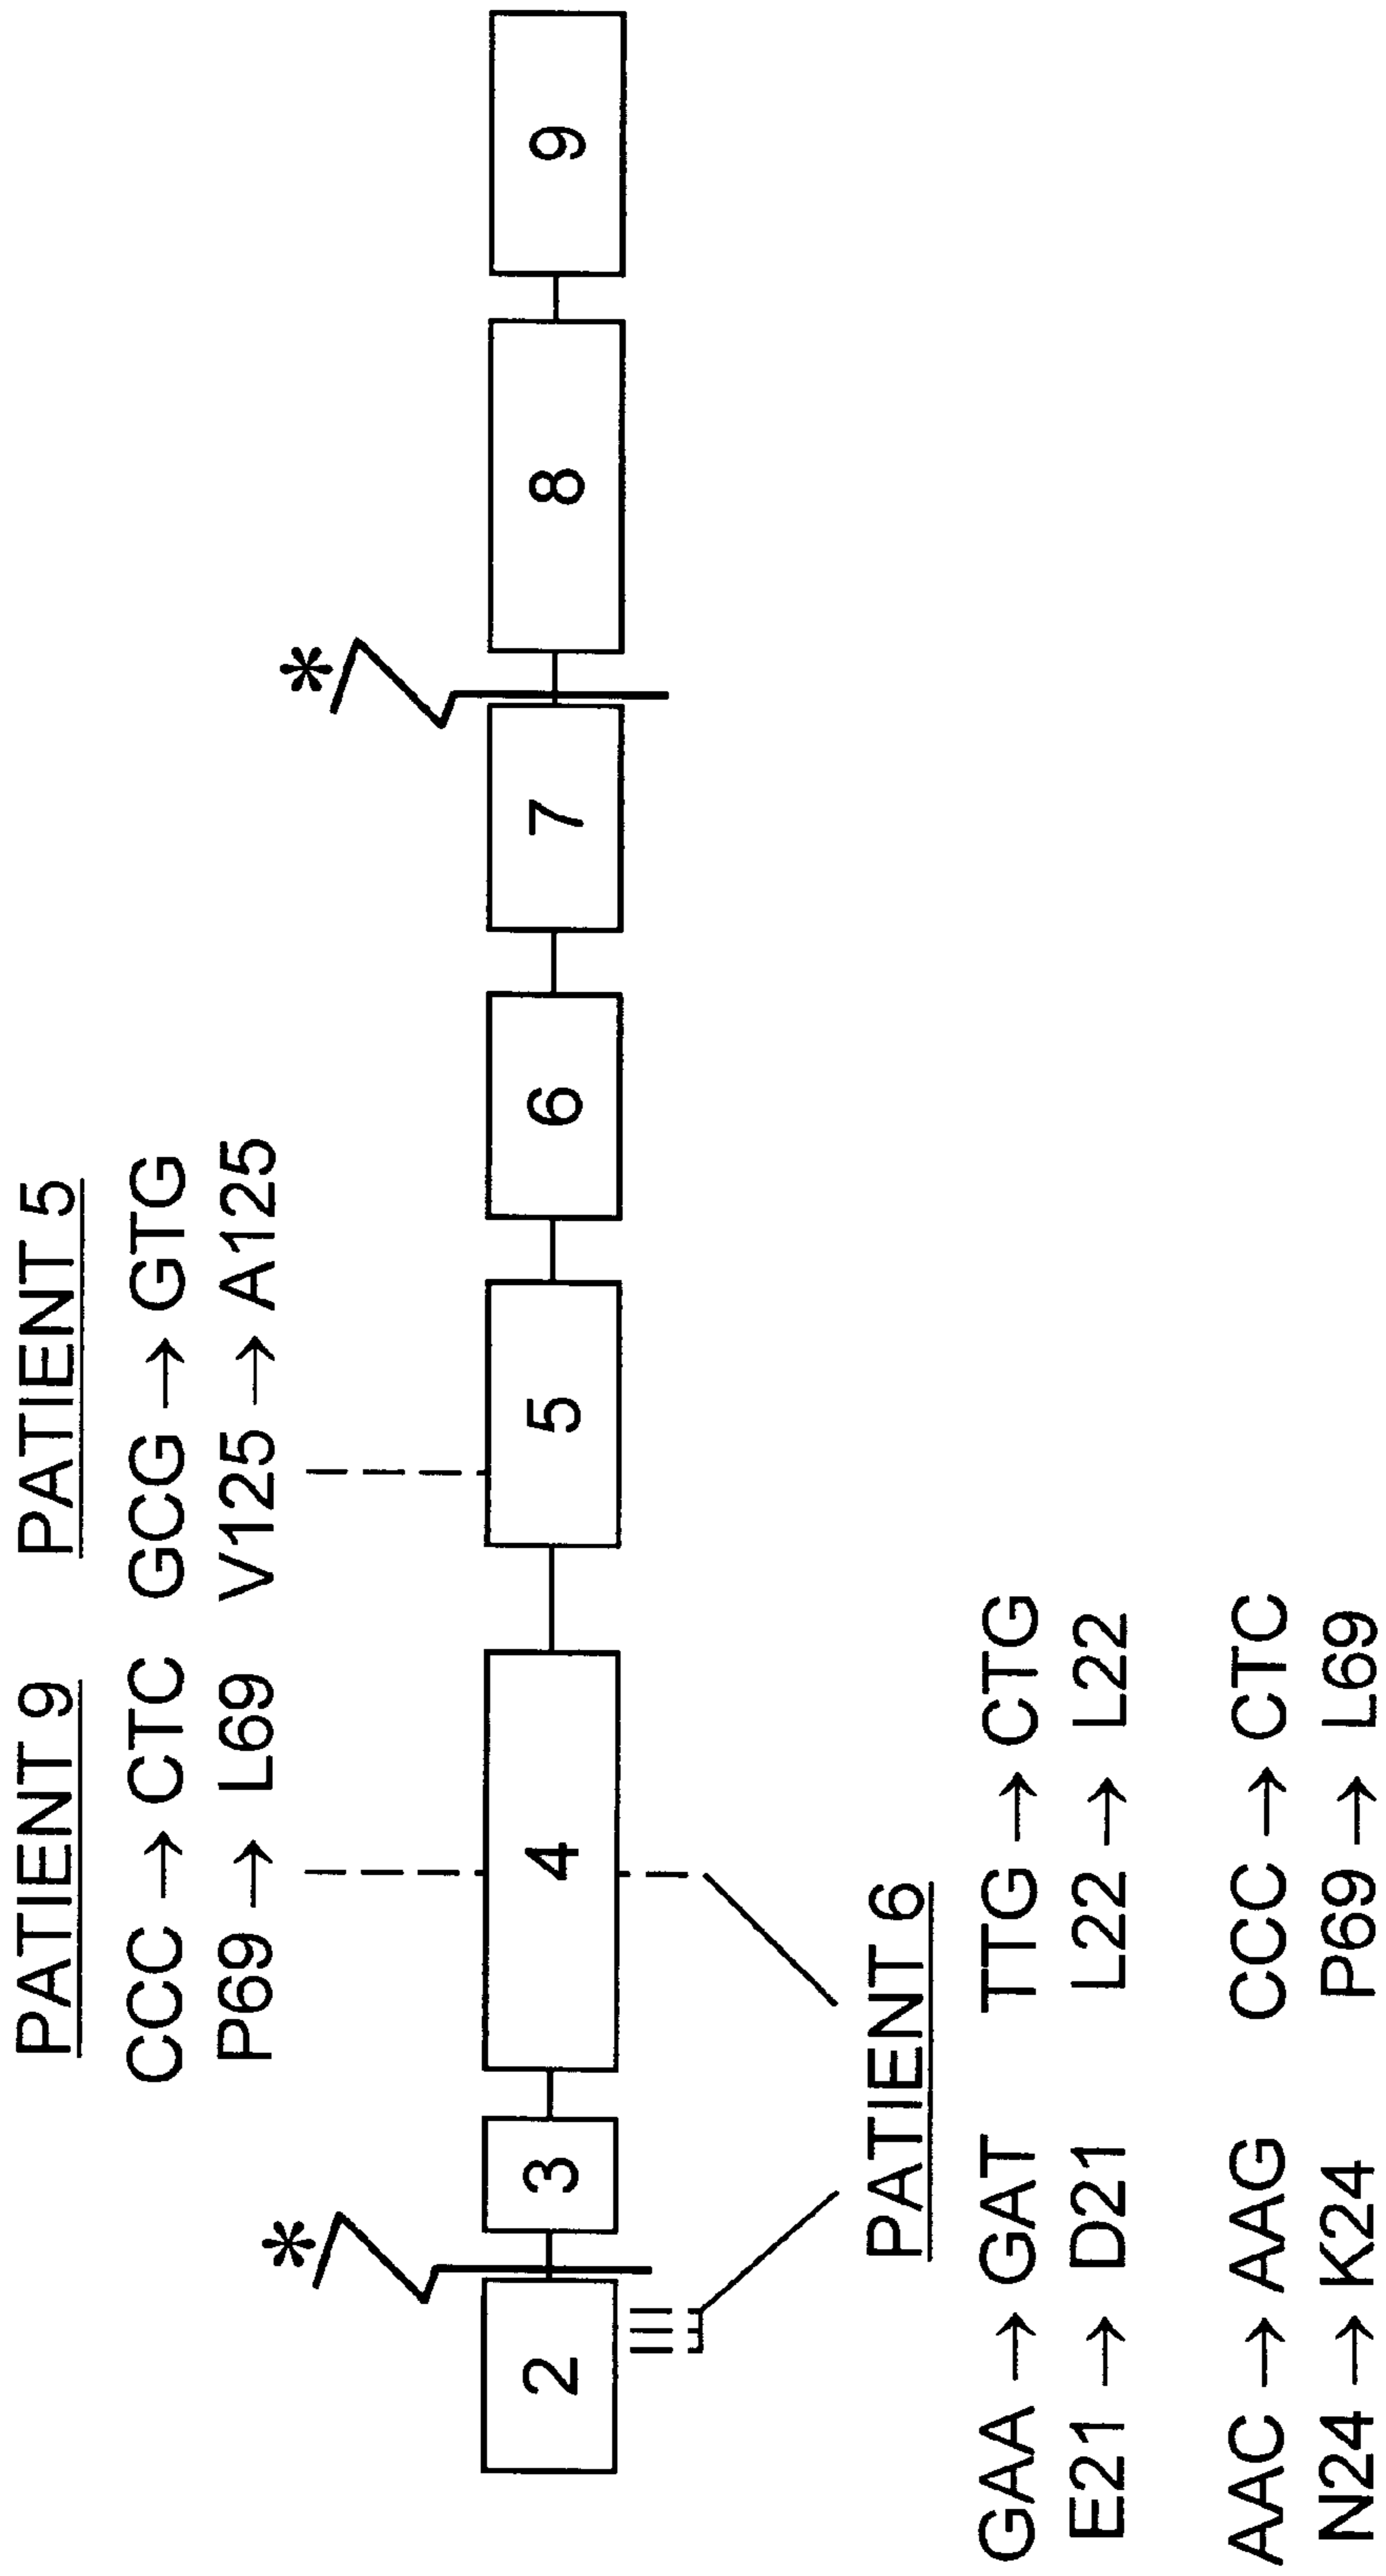 PATIENT 9 PATIENT 5
CCC → CTC GCG → GTG
P69 → L69 V125 → A125
* *
2 3 4 5 6 7 8 9
PATIENT 6
GAA → GAT TTG → CTG
E21 → D21 L22 → L22
AAC → AAG CCC → CTC
N24 → K24 P69 → L69